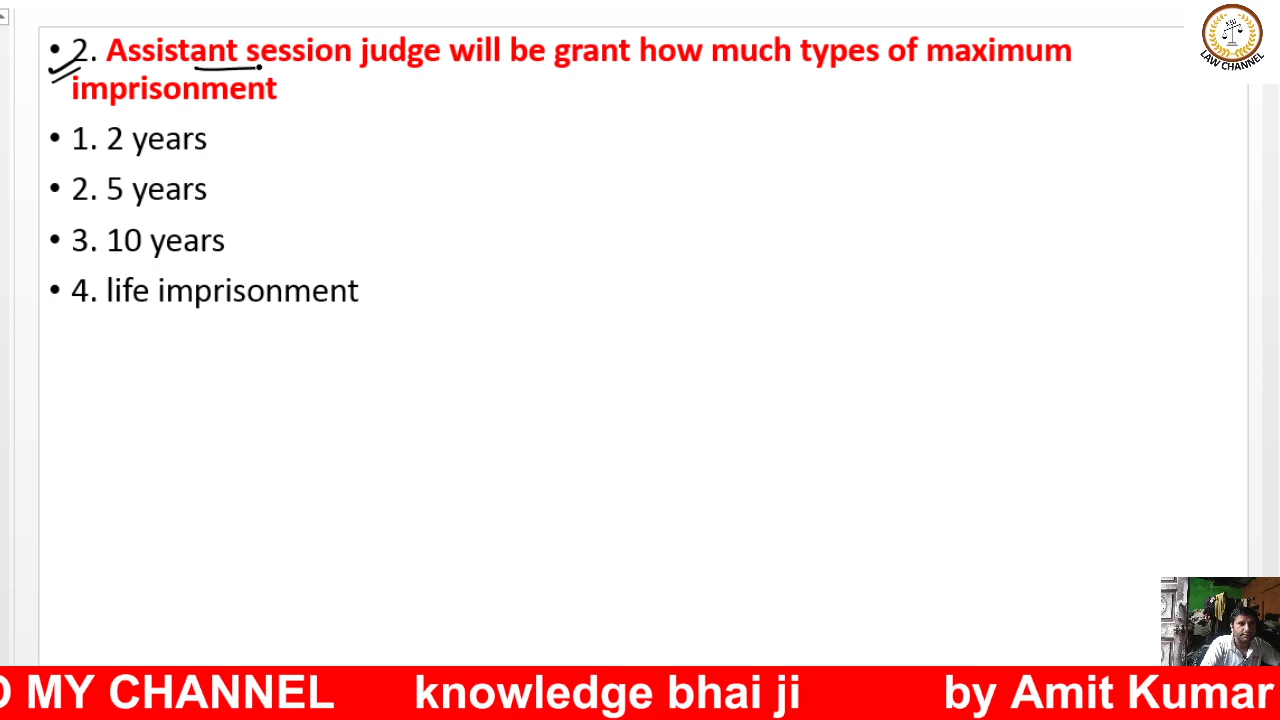 • 2. Assistant session judge will be grant how much types of maximum
imprisonment
• 1. 2 years
• 2. 5 years
• 3. 10 years
• 4. life imprisonment
LAW CHANNEL
MY CHANNEL knowledge bhai ji by Amit Kumar